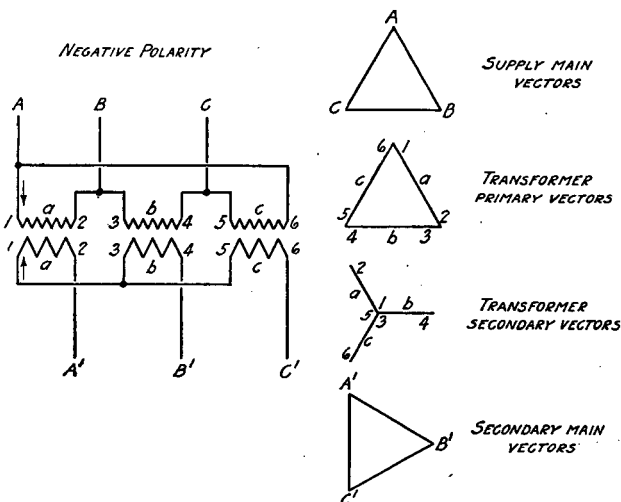 NEGATIVE POLARITY
A B C
a b c
1 2 3 4 5 6
1 2 3 4 5 6
a b c
A' B' C'
A
C B
SUPPLY MAIN
VECTORS
6 1
c a
5 2
4 b 3
TRANSFORMER
PRIMARY VECTORS
2
a 1 b
5 3 4
c
6
TRANSFORMER
SECONDARY VECTORS
A'
B'
C'
SECONDARY MAIN
VECTORS